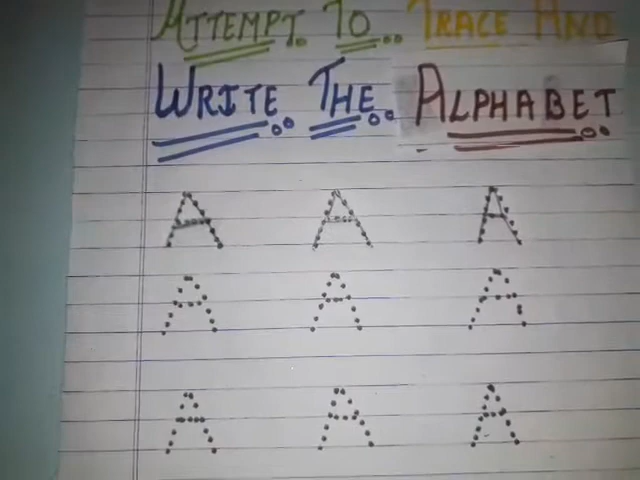 ATTEMPT TO TRACE AND
WRITE THE ALPHABET
A A A
A A A
A A A